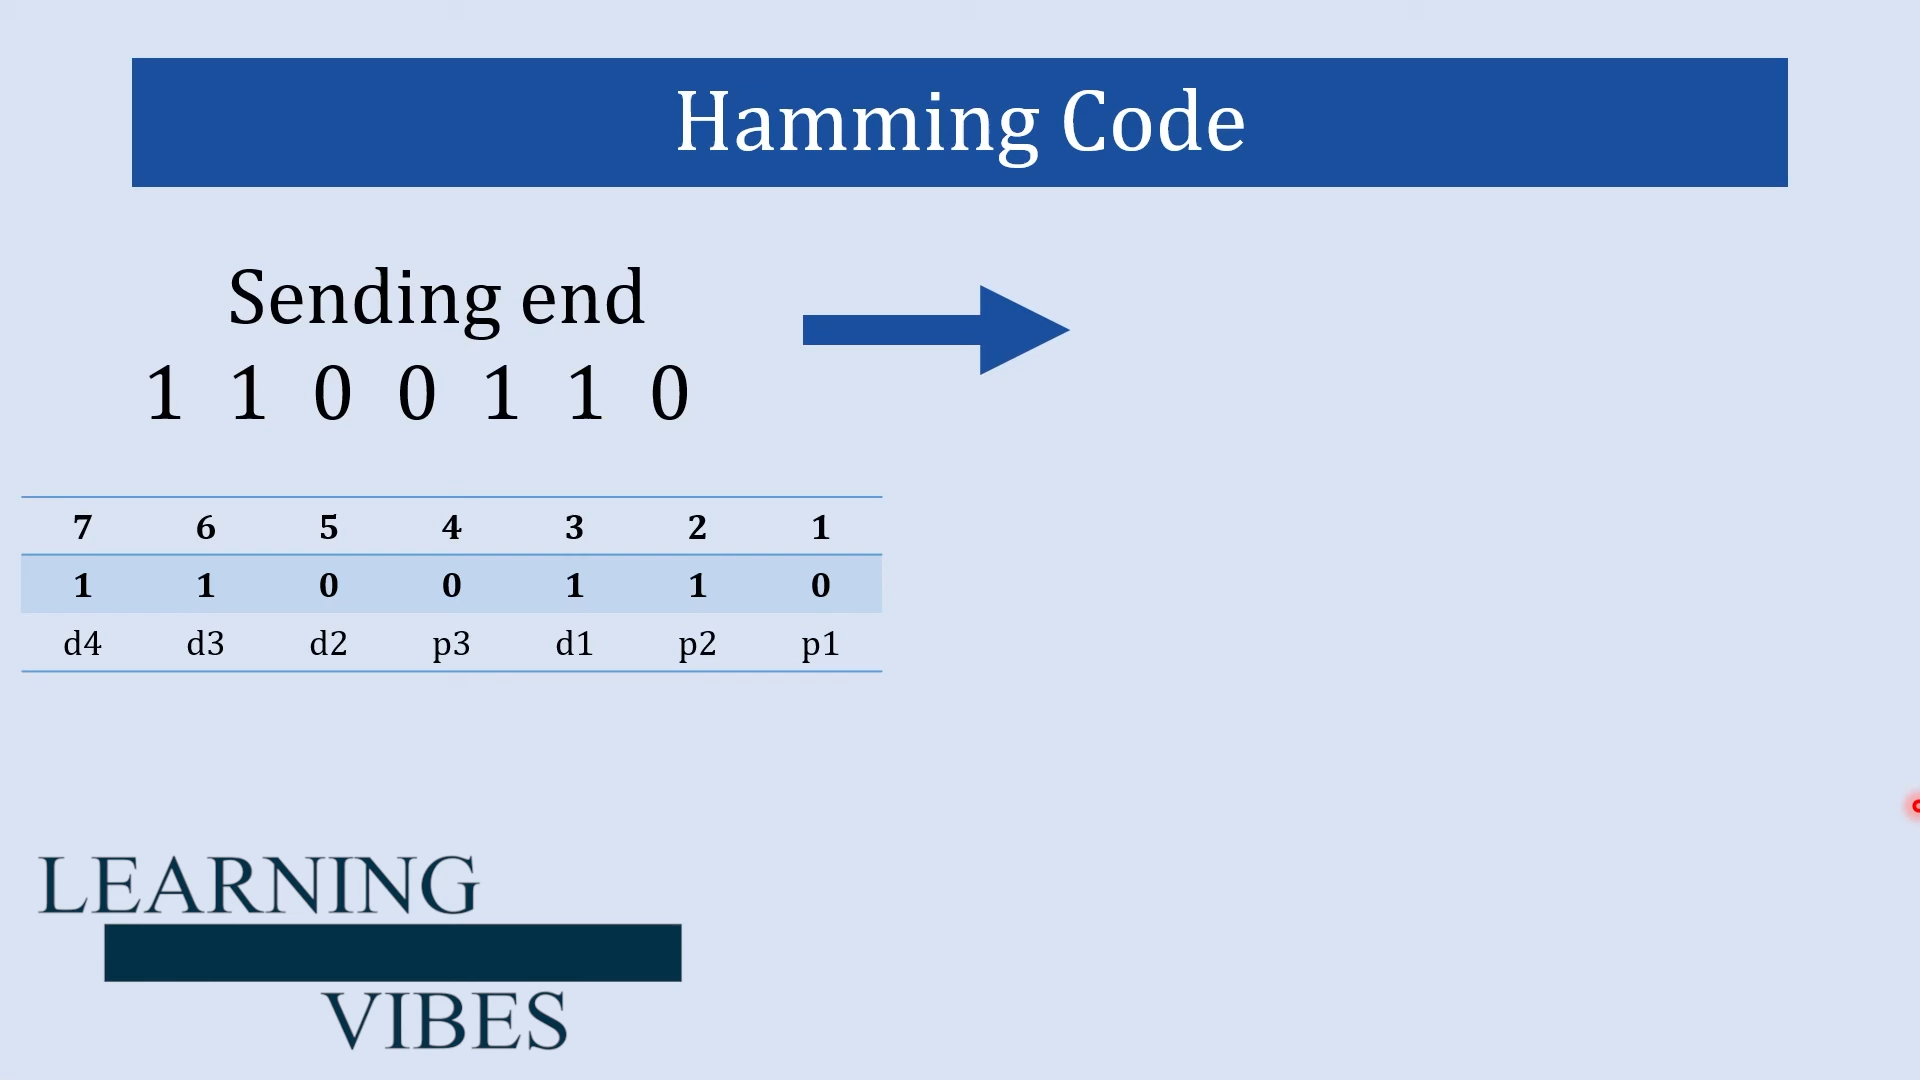 Hamming Code
Sending end
1 1 0 0 1 1 0
7 6 5 4 3 2 1
1 1 0 0 1 1 0
d4 d3 d2 p3 d1 p2 p1
LEARNING
VIBES